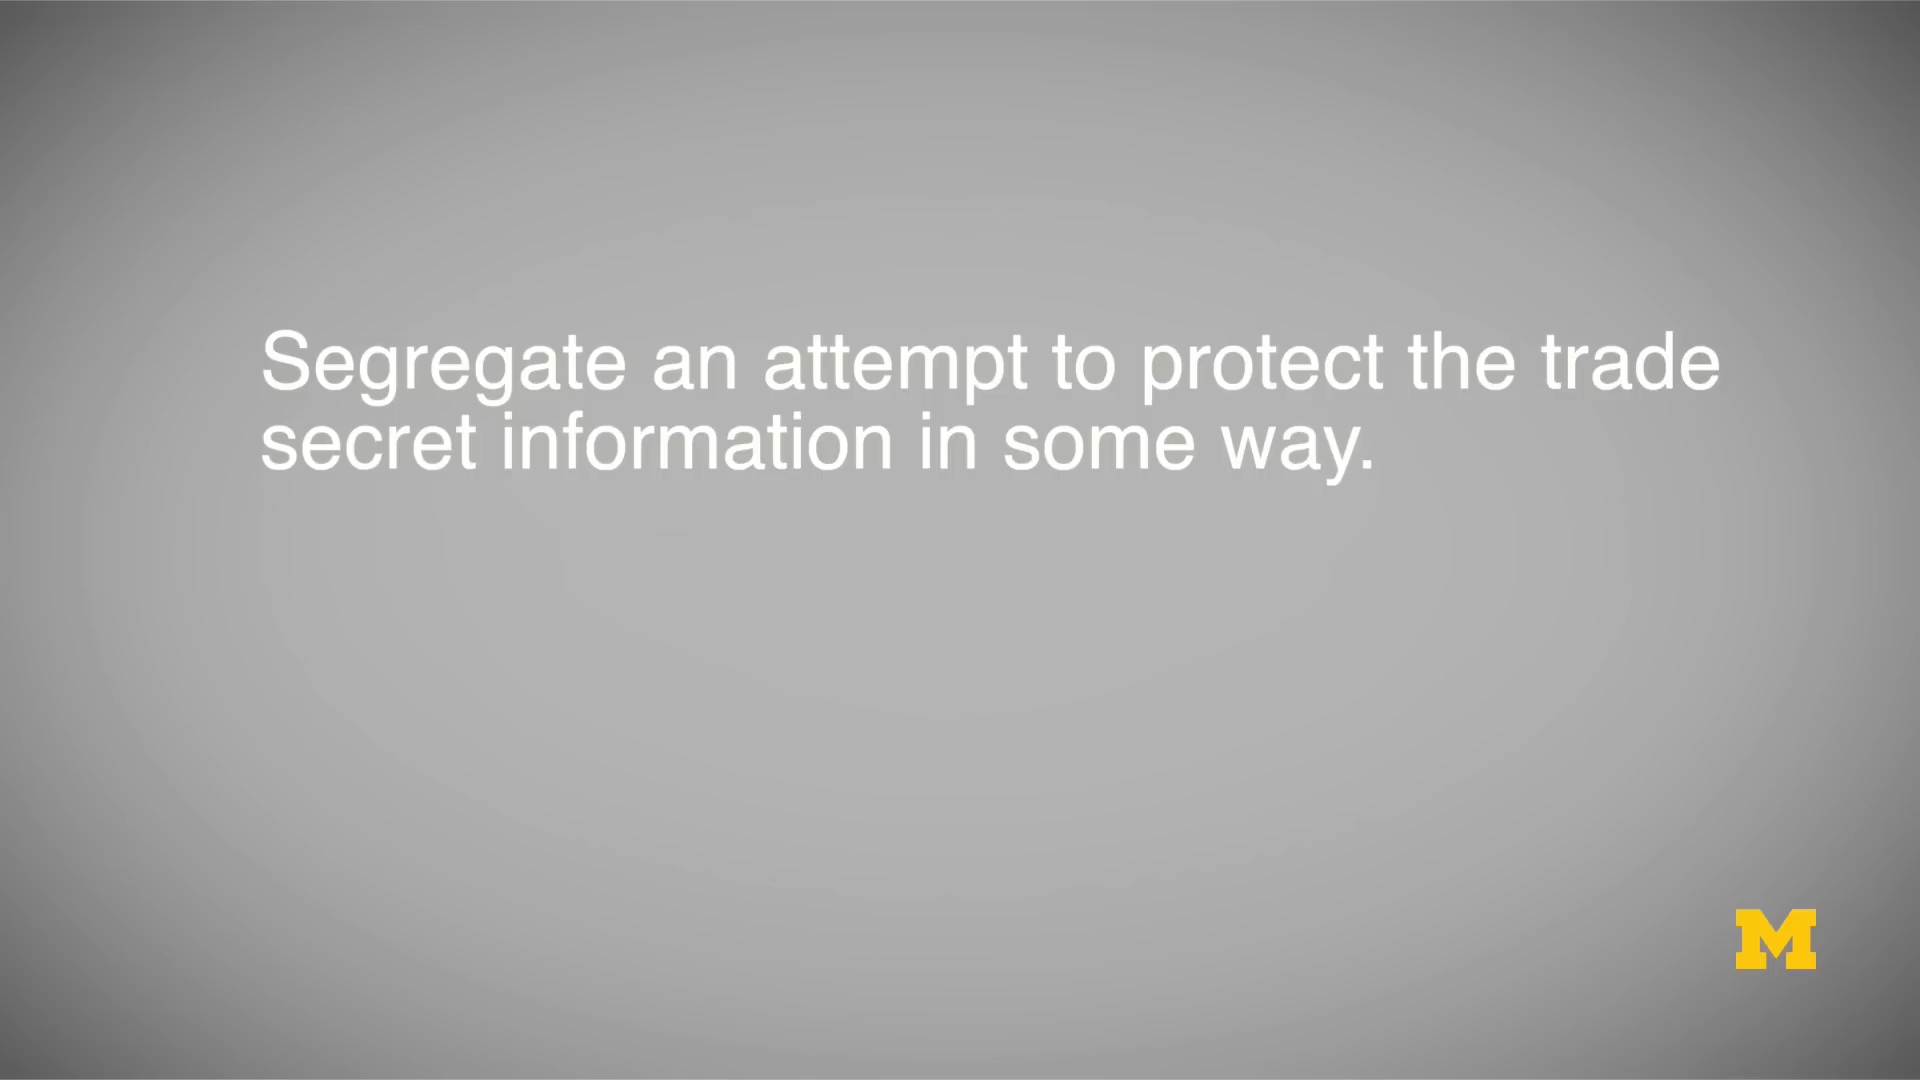 Segregate an attempt to protect the trade
secret information in some way.
M